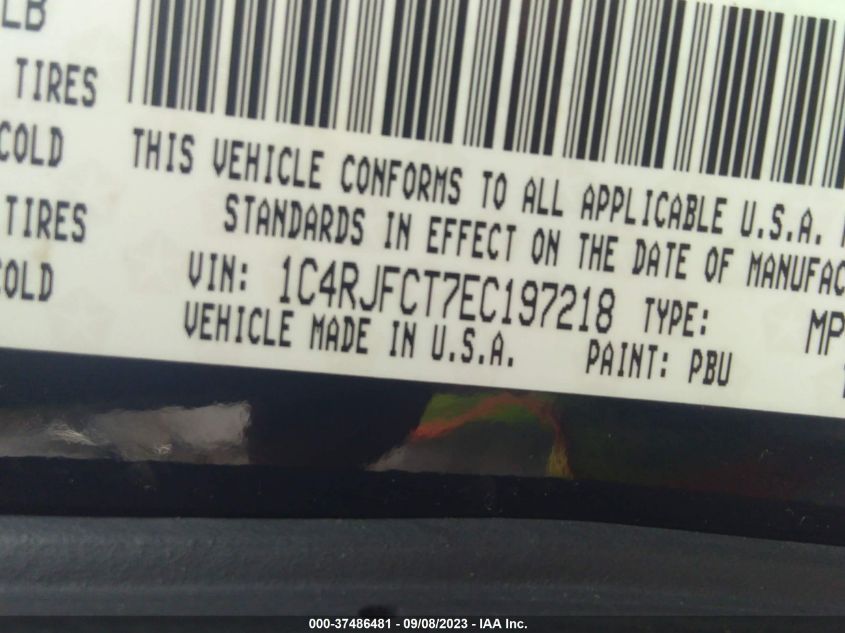 LB
TIRES
COLD
TIRES
COLD
THIS VEHICLE CONFORMS TO ALL APPLICABLE U.S.A.
STANDARDS IN EFFECT ON THE DATE OF MANUFAC
VIN: 1C4RJFCT7EC197218 TYPE: MP
VEHICLE MADE IN U.S.A. PAINT: PBU
000-37486481 - 09/08/2023 - IAA Inc.